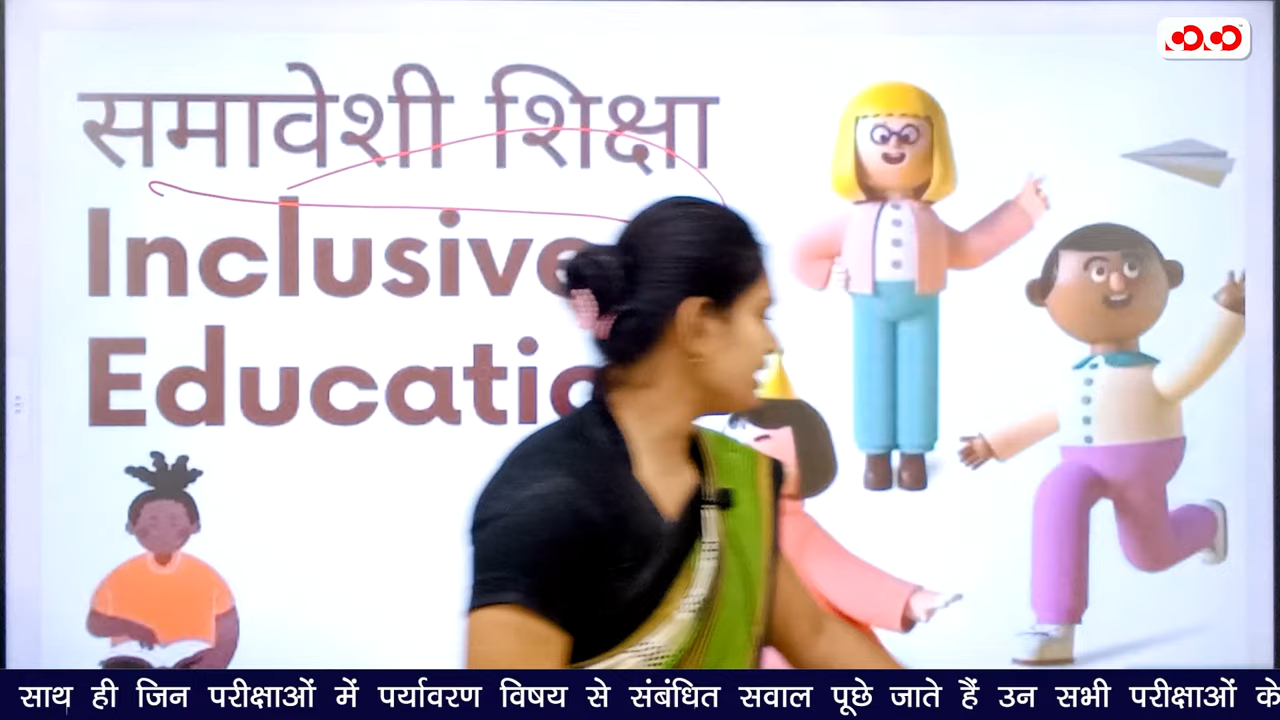 समावेशी शिक्षा
Inclusive
Educatio
साथ ही जिन परीक्षाओं में पर्यावरण विषय से संबंधित सवाल पूछे जाते हैं उन सभी परीक्षाओं के